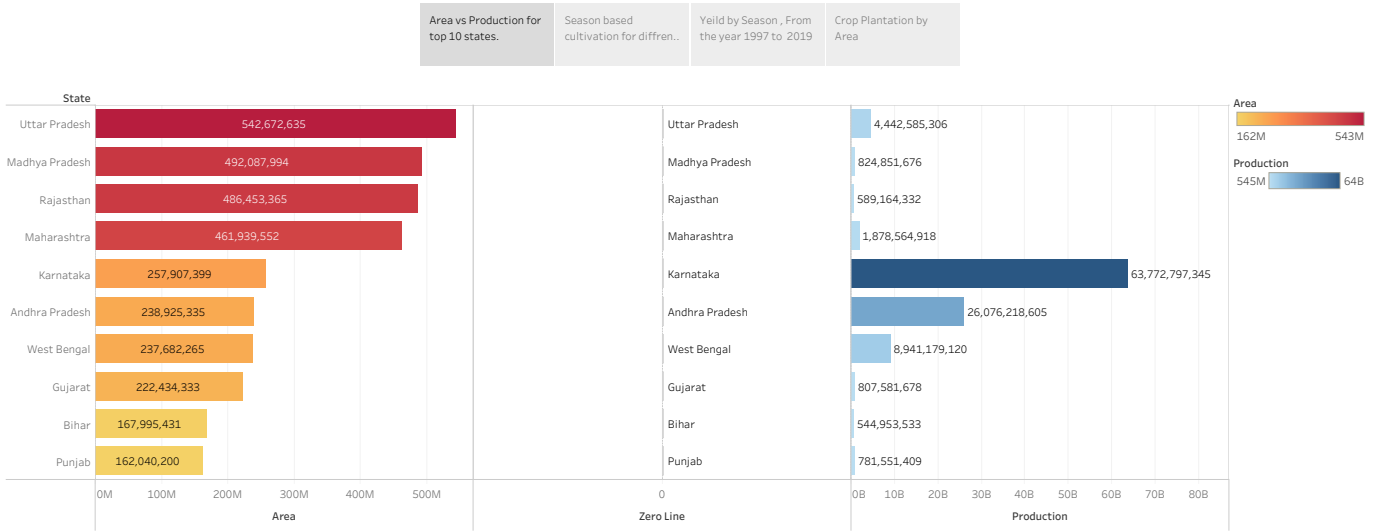 Area vs Production for
top 10 states.
Season based
cultivation for diffren..
Yeild by Season , From
the year 1997 to 2019
Crop Plantation by
Area
State
Uttar Pradesh 542,672,635 Uttar Pradesh 4,442,585,306
Madhya Pradesh 492,087,994 Madhya Pradesh 824,851,676
Rajasthan 486,453,365 Rajasthan 589,164,332
Maharashtra 461,939,552 Maharashtra 1,878,564,918
Karnataka 257,907,399 Karnataka 63,772,797,345
Andhra Pradesh 238,925,335 Andhra Pradesh 26,076,218,605
West Bengal 237,682,265 West Bengal 8,941,179,120
Gujarat 222,434,333 Gujarat 807,581,678
Bihar 167,995,431 Bihar 544,953,533
Punjab 162,040,200 Punjab 781,551,409
0M 100M 200M 300M 400M 500M 0 0B 10B 20B 30B 40B 50B 60B 70B 80B
Area Zero Line Production
Area
162M 543M
Production
545M 64B